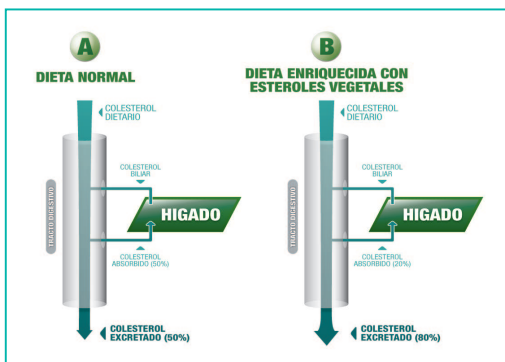 A
DIETA NORMAL
COLESTEROL
DIETARIO
TRACTO DIGESTIVO
COLESTEROL
BILIAR
HIGADO
COLESTEROL
ABSORBIDO (50%)
COLESTEROL
EXCRETADO (50%)
B
DIETA ENRIQUECIDA CON
ESTEROLES VEGETALES
COLESTEROL
DIETARIO
TRACTO DIGESTIVO
COLESTEROL
BILIAR
HIGADO
COLESTEROL
ABSORBIDO (20%)
COLESTEROL
EXCRETADO (80%)